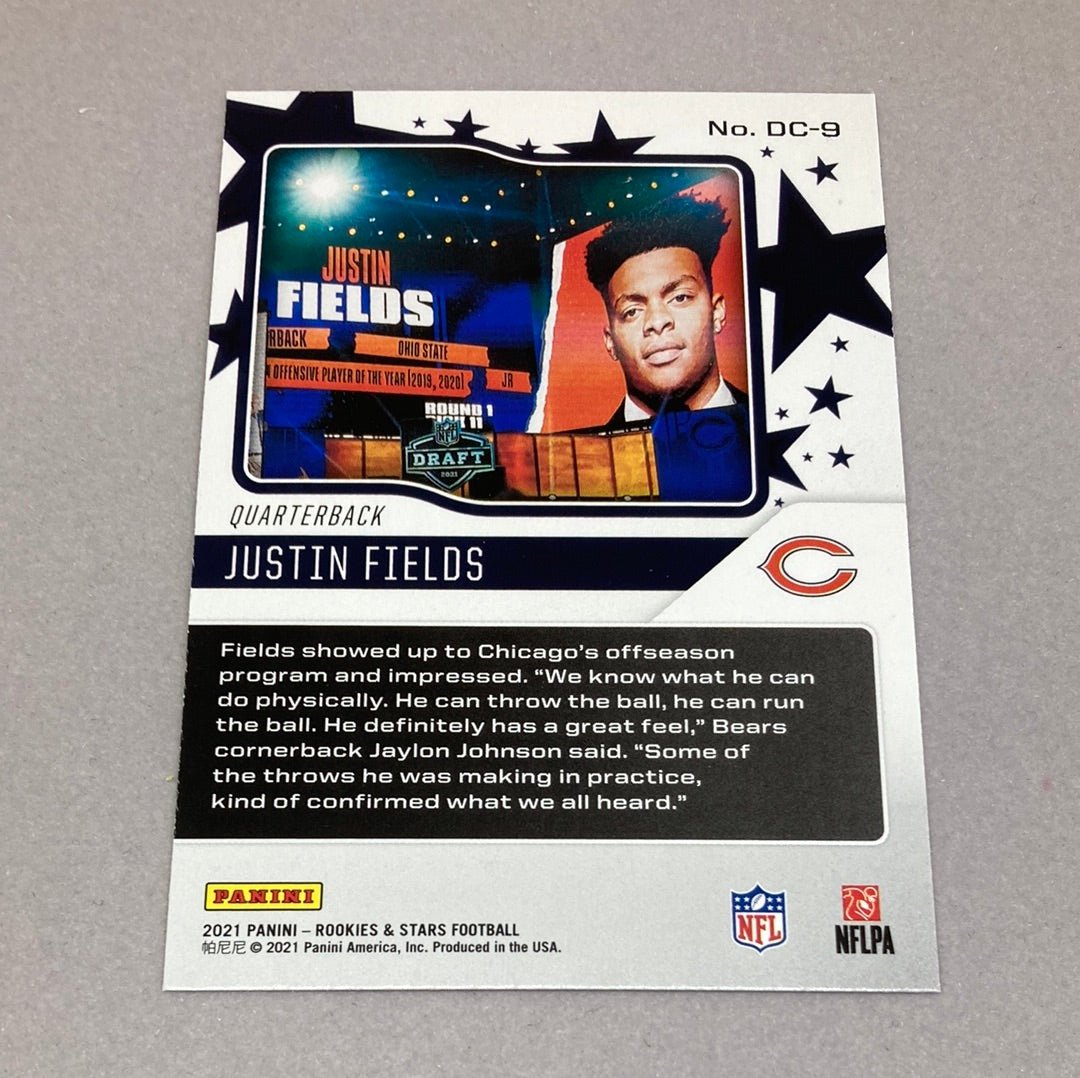 No. DC-9
JUSTIN
FIELDS
RBACK
OHIO STATE
OFFENSIVE PLAYER OF THE YEAR (2019, 2020)
JR
ROUND 1
11
NFL
DRAFT
2021
QUARTERBACK
JUSTIN FIELDS
C
Fields showed up to Chicago's offseason
program and impressed. “We know what he can
do physically. He can throw the ball, he can run
the ball. He definitely has a great feel,” Bears
cornerback Jaylon Johnson said. “Some of
the throws he was making in practice,
kind of confirmed what we all heard.”
PANINI
2021 PANINI – ROOKIES & STARS FOOTBALL
帕尼尼 © 2021 Panini America, Inc. Produced in the USA.
NFL
NFLPA